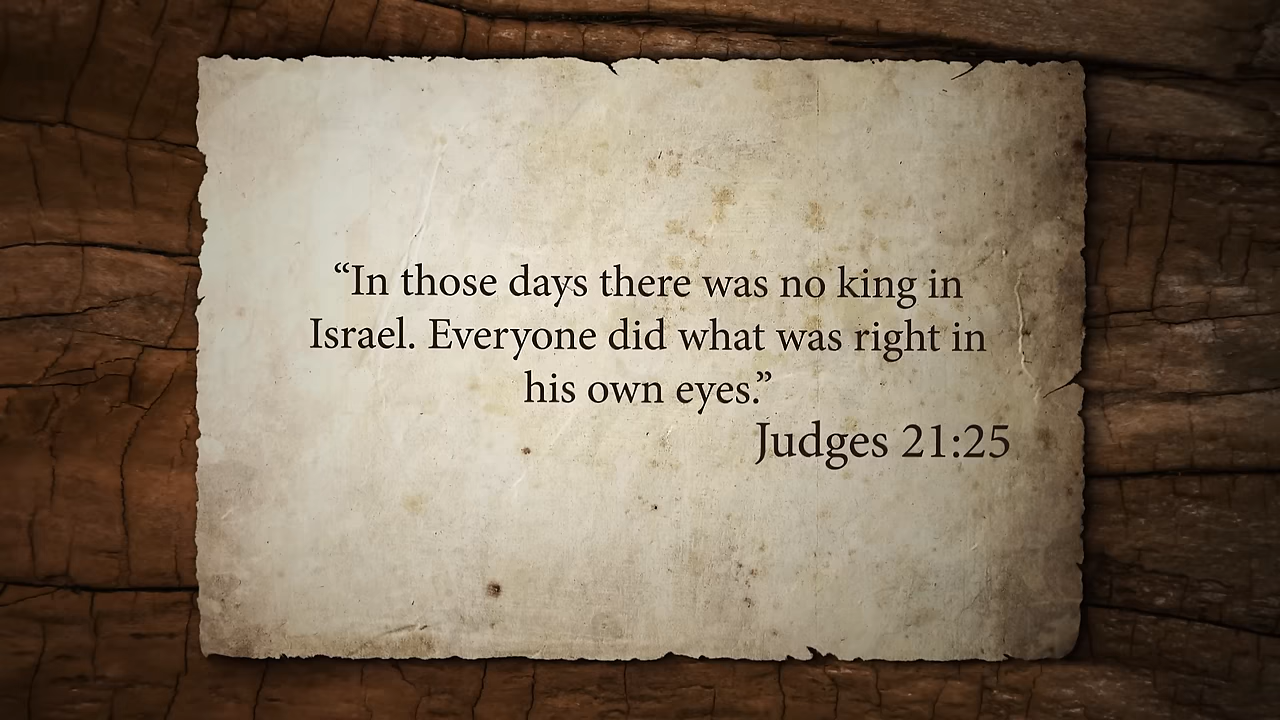 “In those days there was no king in
Israel. Everyone did what was right in
his own eyes.”
Judges 21:25